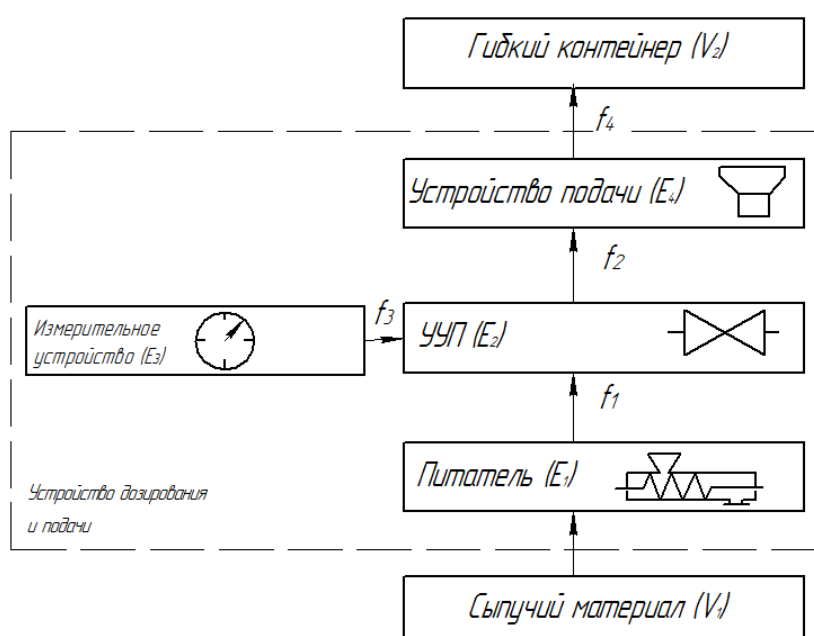 Гибкий контейнер (V₂)
f₄
Устройство подачи (E₄)
f₂
Измерительное
устройство (E₃)
f₃
УУП (E₂)
f₁
Питатель (E₁)
Устройство дозирования
и подачи
Сыпучий материал (V₁)